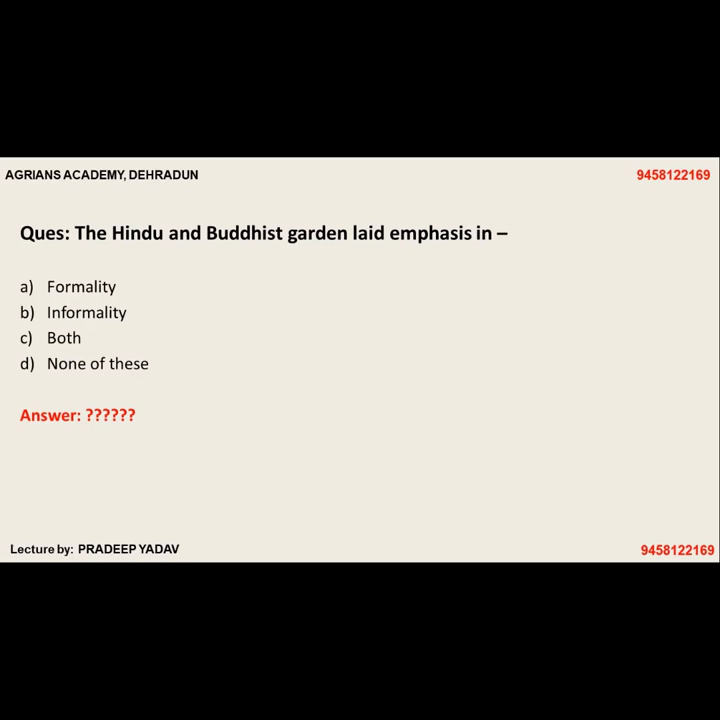 AGRIANS ACADEMY, DEHRADUN 9458122169
Ques: The Hindu and Buddhist garden laid emphasis in –
a) Formality
b) Informality
c) Both
d) None of these
Answer: ??????
Lecture by: PRADEEP YADAV 9458122169